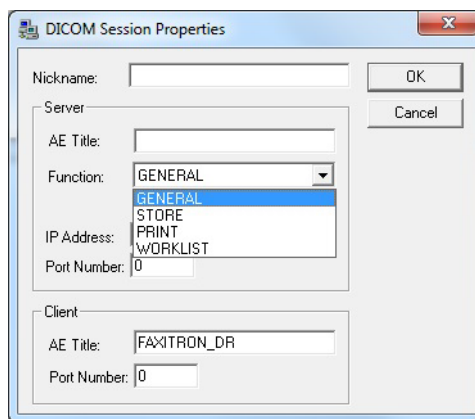 DICOM Session Properties
Nickname:
OK
Server
Cancel
AE Title:
Function: GENERAL
GENERAL
STORE
PRINT
IP Address: WORKLIST
Port Number: 0
Client
AE Title: FAXITRON_DR
Port Number: 0